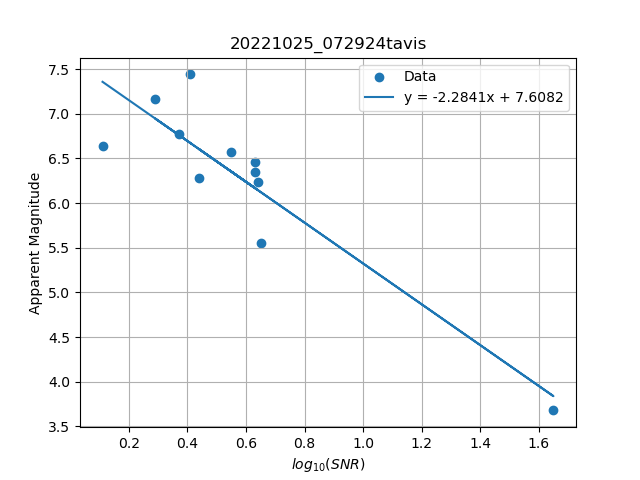 20221025_072924tavis
Data
y = -2.2841x + 7.6082
Apparent Magnitude
7.5
7.0
6.5
6.0
5.5
5.0
4.5
4.0
3.5
0.2 0.4 0.6 0.8 1.0 1.2 1.4 1.6
log₁₀(SNR)